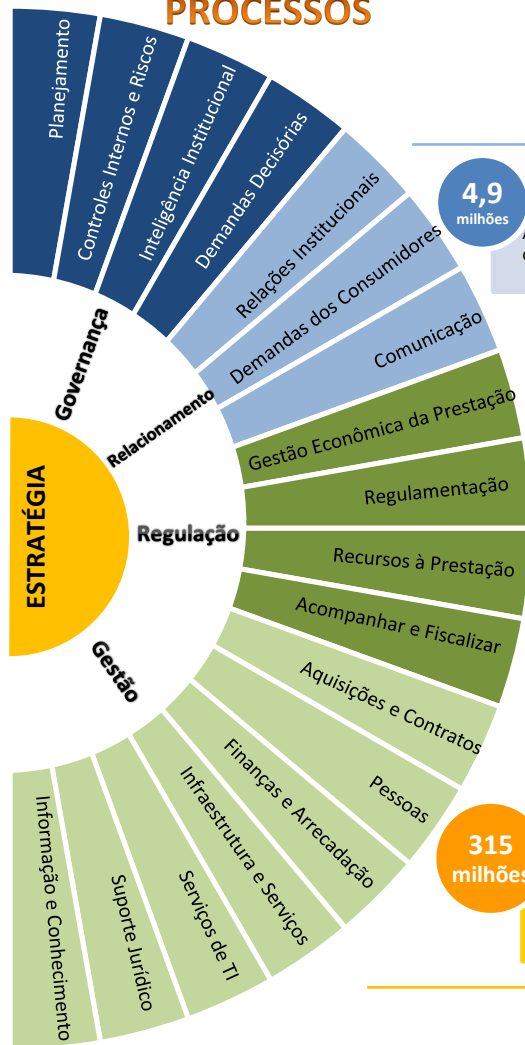 PROCESSOS
Planejamento
Controles Internos e Riscos
Inteligência Institucional
Demandas Decisórias
Relações Institucionais
Demandas dos Consumidores
Comunicação
Gestão Econômica da Prestação
Regulamentação
Recursos à Prestação
Acompanhar e Fiscalizar
Aquisições e Contratos
Pessoas
Finanças e Arrecadação
Infraestrutura e Serviços
Serviços de TI
Suporte Jurídico
Informação e Conhecimento
Governança
Relacionamento
Regulação
Gestão
ESTRATÉGIA
4,9
milhões
315
milhões